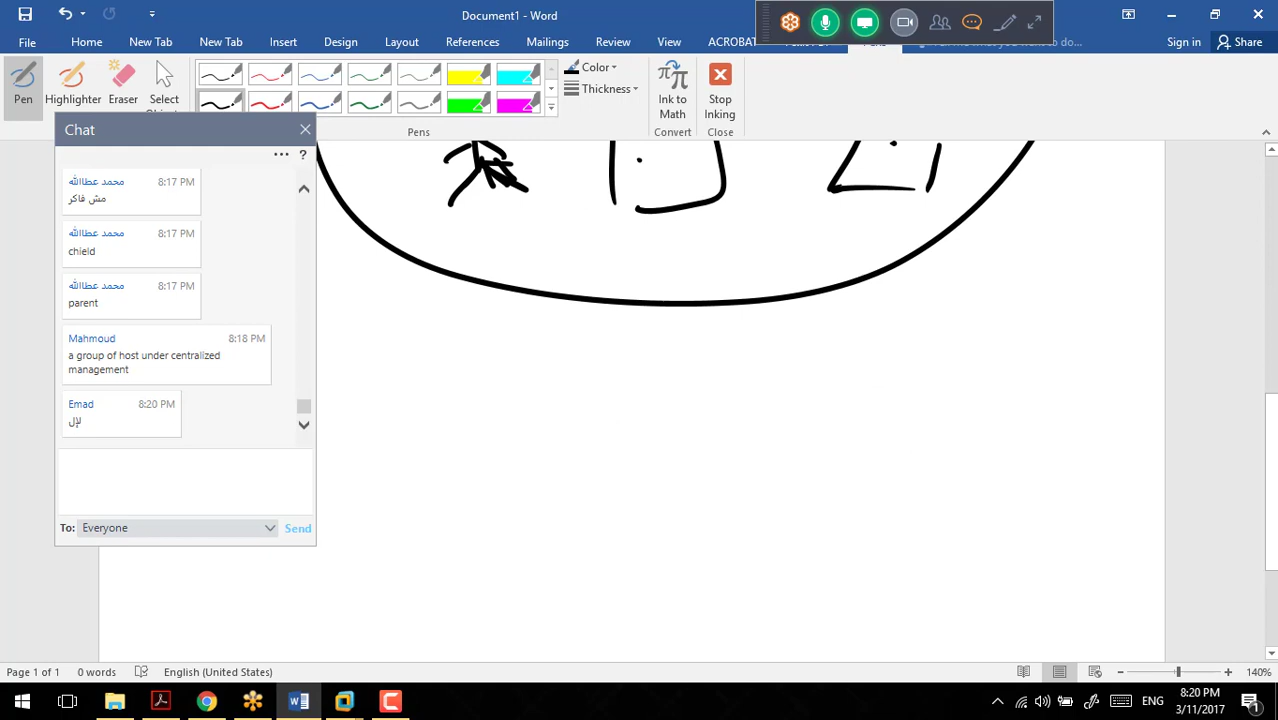 Document1 - Word
File
Home
New Tab
New Tab
Insert
Design
Layout
References
Mailings
Review
View
ACROBAT
Sign in
Share
Pen
Highlighter
Eraser
Select
Color
Thickness
Ink to
Math
Stop
Inking
Pens
Convert
Close
Chat
محمد عطاالله 8:17 PM
مش فاكر
محمد عطاالله 8:17 PM
chield
محمد عطاالله 8:17 PM
parent
Mahmoud 8:18 PM
a group of host under centralized
management
Emad 8:20 PM
لإل
To: Everyone
Send
Page 1 of 1
0 words
English (United States)
140%
ENG
8:20 PM
3/11/2017